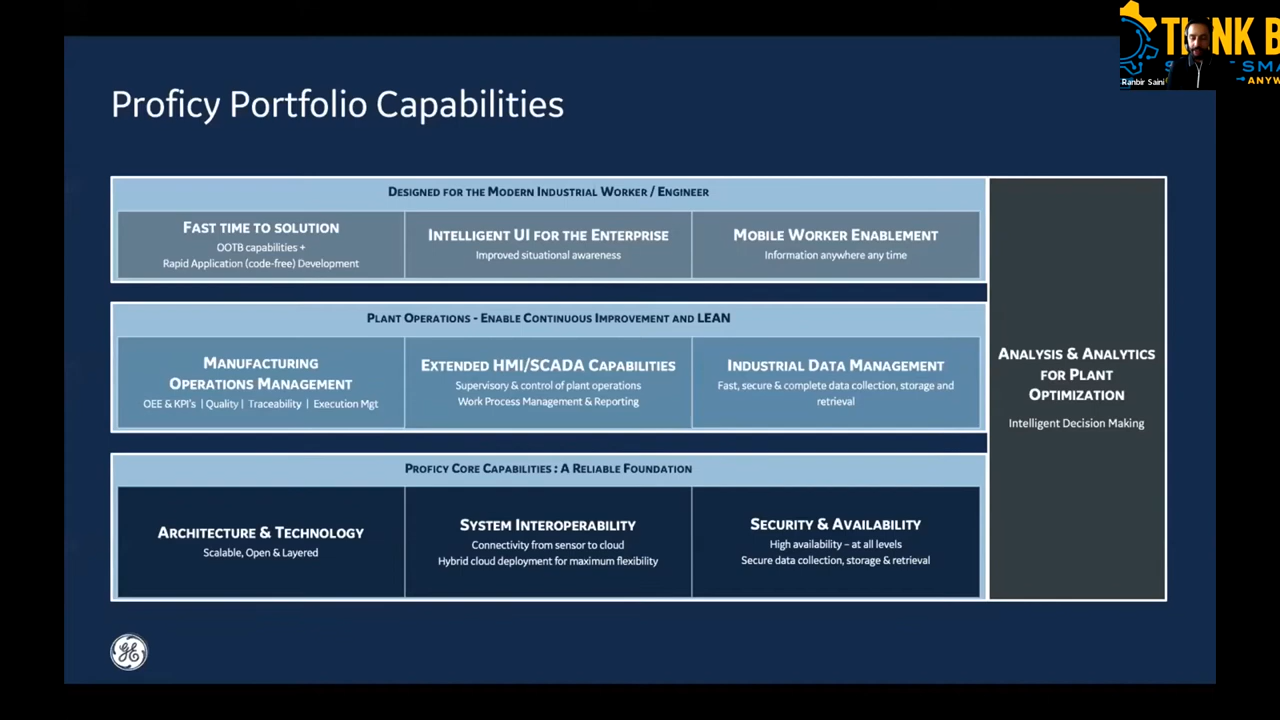 Proficy Portfolio Capabilities
DESIGNED FOR THE MODERN INDUSTRIAL WORKER / ENGINEER
FAST TIME TO SOLUTION
OOTB capabilities +
Rapid Application (code-free) Development
INTELLIGENT UI FOR THE ENTERPRISE
Improved situational awareness
MOBILE WORKER ENABLEMENT
Information anywhere any time
PLANT OPERATIONS - ENABLE CONTINUOUS IMPROVEMENT AND LEAN
MANUFACTURING
OPERATIONS MANAGEMENT
OEE & KPI's | Quality | Traceability | Execution Mgt
EXTENDED HMI/SCADA CAPABILITIES
Supervisory & control of plant operations
Work Process Management & Reporting
INDUSTRIAL DATA MANAGEMENT
Fast, secure & complete data collection, storage and
retrieval
PROFICY CORE CAPABILITIES : A RELIABLE FOUNDATION
ARCHITECTURE & TECHNOLOGY
Scalable, Open & Layered
SYSTEM INTEROPERABILITY
Connectivity from sensor to cloud
Hybrid cloud deployment for maximum flexibility
SECURITY & AVAILABILITY
High availability – at all levels
Secure data collection, storage & retrieval
ANALYSIS & ANALYTICS
FOR PLANT
OPTIMIZATION
Intelligent Decision Making
GE
Ranbir Saini